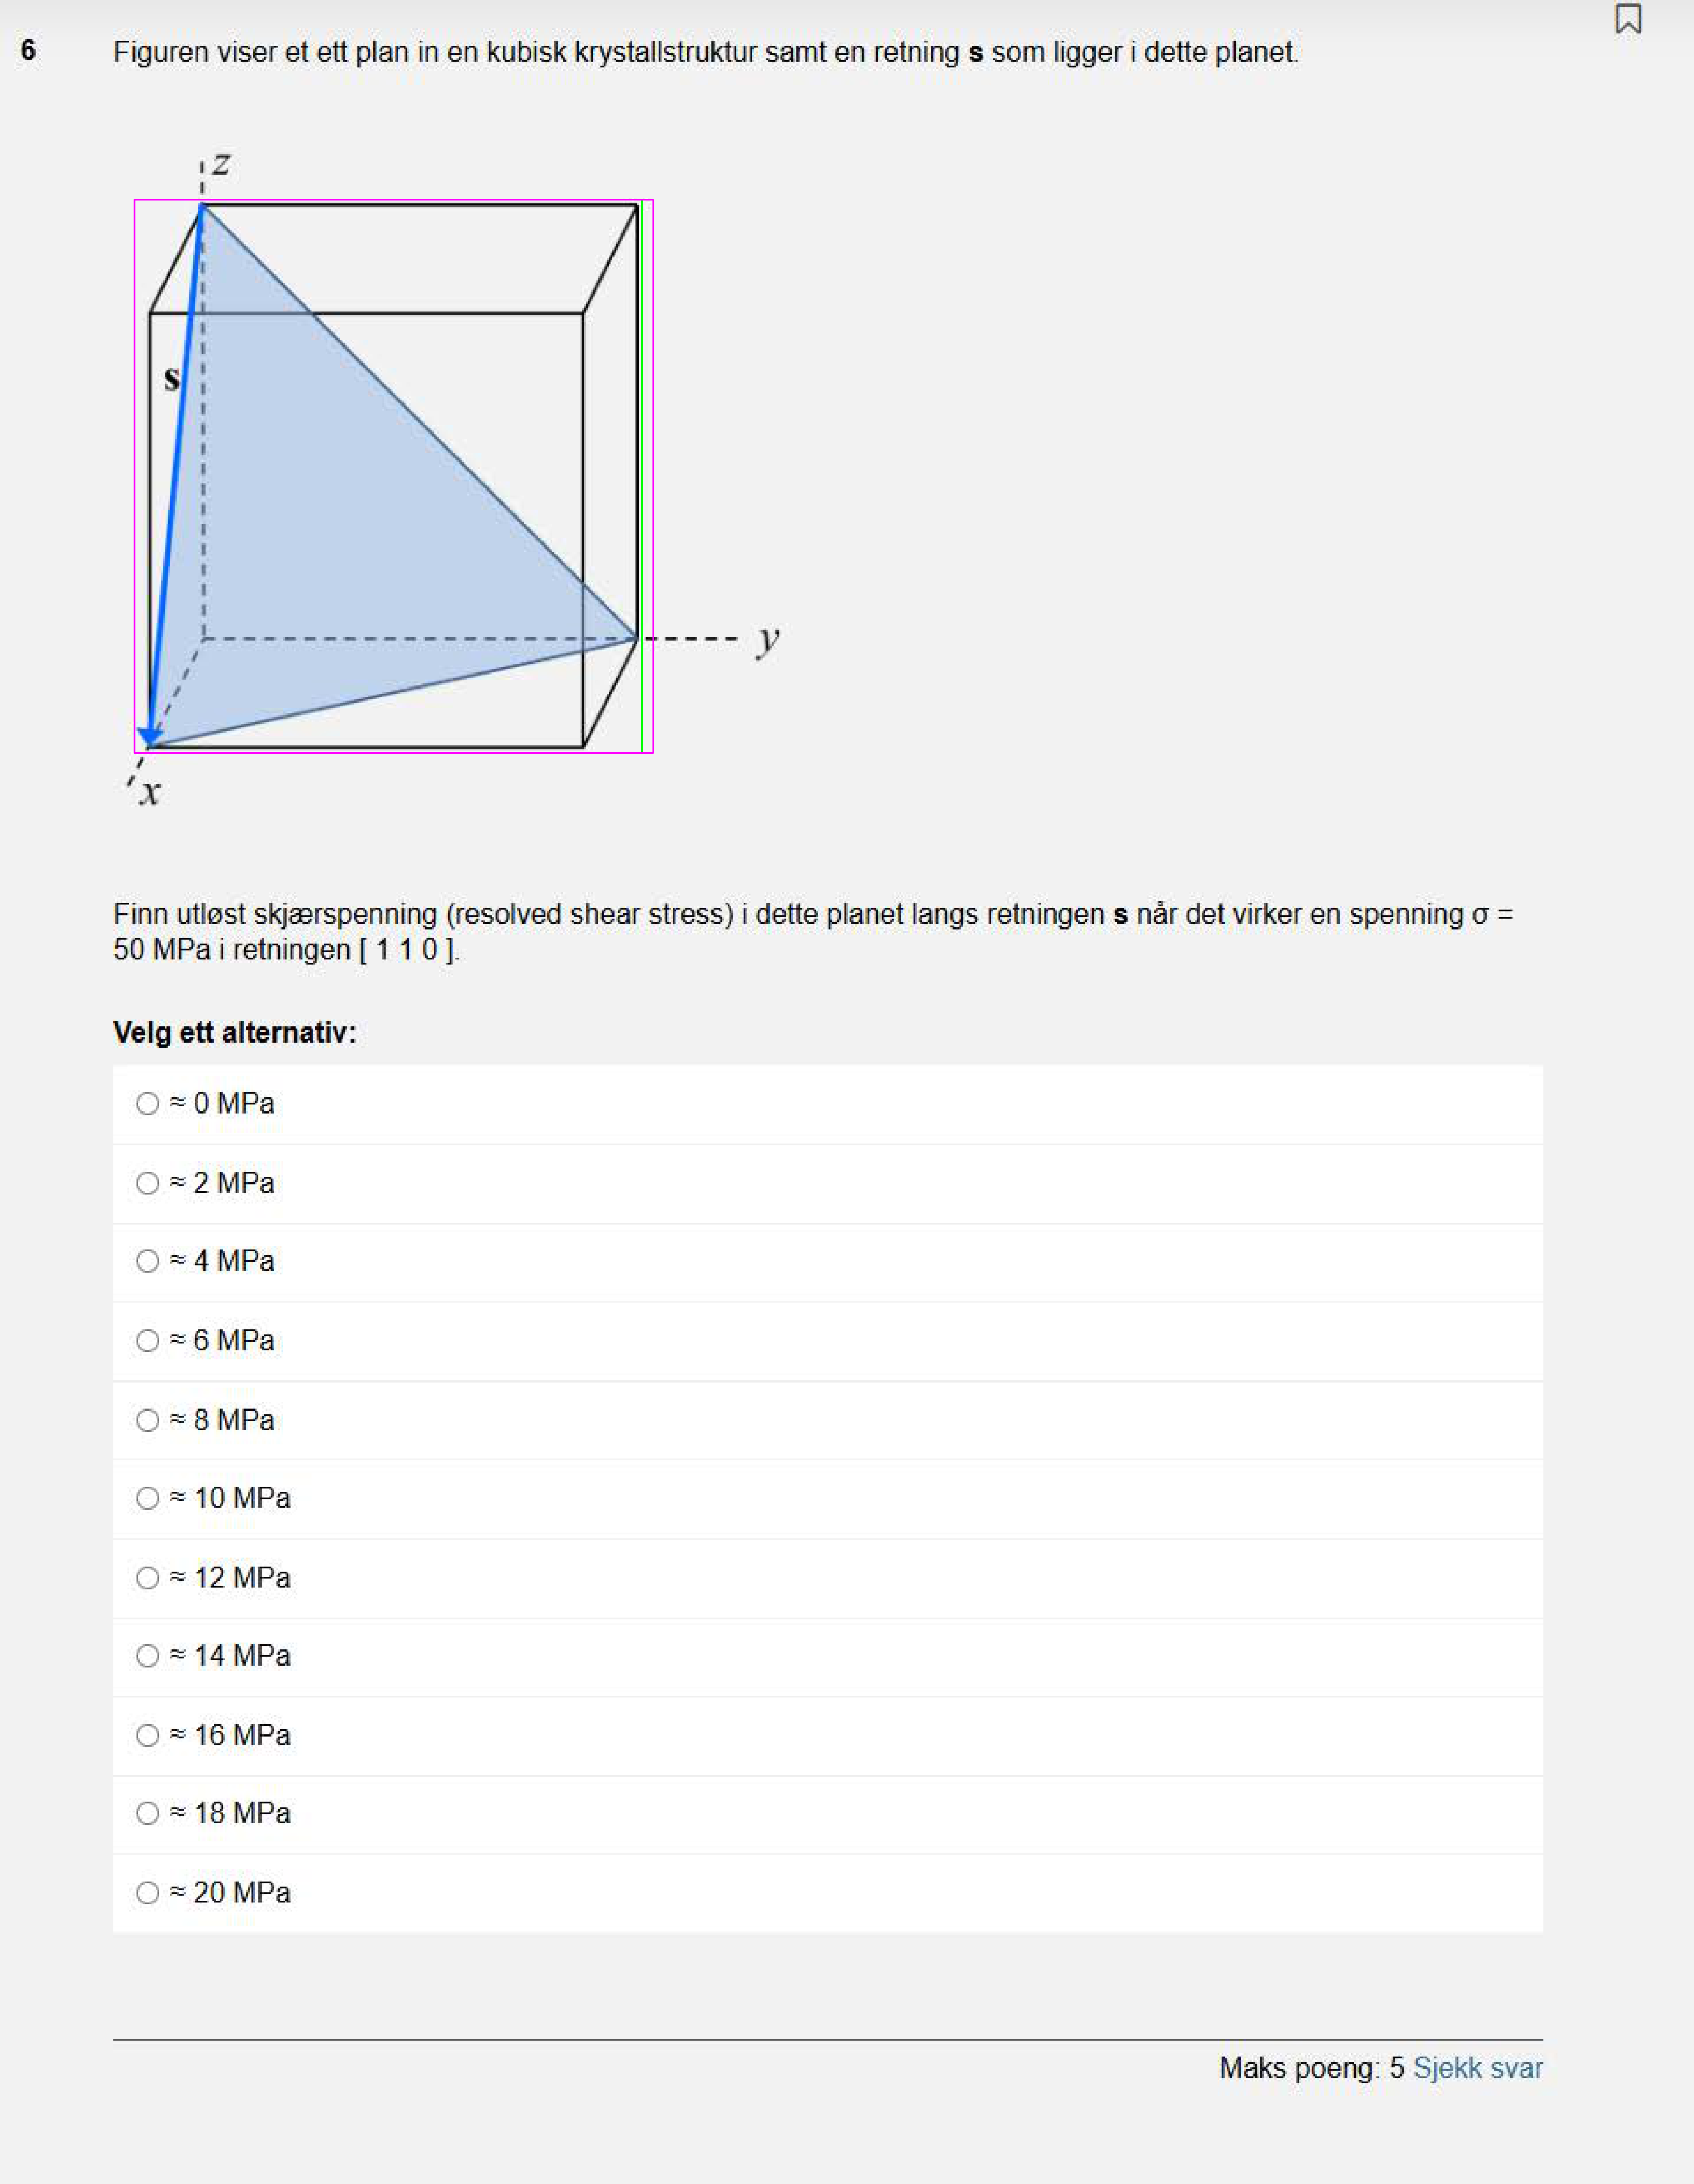 6 Figuren viser et ett plan in en kubisk krystallstruktur samt en retning s som ligger i dette planet.
z
s
y
x
Finn utløst skjærspenning (resolved shear stress) i dette planet langs retningen s når det virker en spenning σ =
50 MPa i retningen [ 1 1 0 ].
Velg ett alternativ:
≈ 0 MPa
≈ 2 MPa
≈ 4 MPa
≈ 6 MPa
≈ 8 MPa
≈ 10 MPa
≈ 12 MPa
≈ 14 MPa
≈ 16 MPa
≈ 18 MPa
≈ 20 MPa
Maks poeng: 5 Sjekk svar